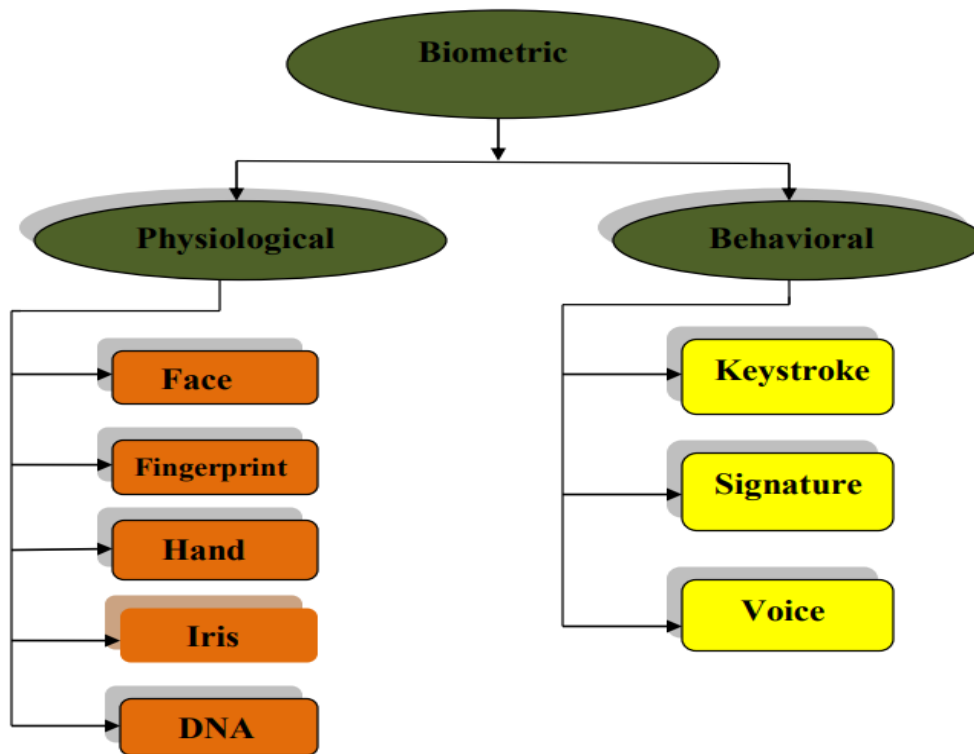 Biometric
Physiological
Behavioral
Face
Fingerprint
Hand
Iris
DNA
Keystroke
Signature
Voice